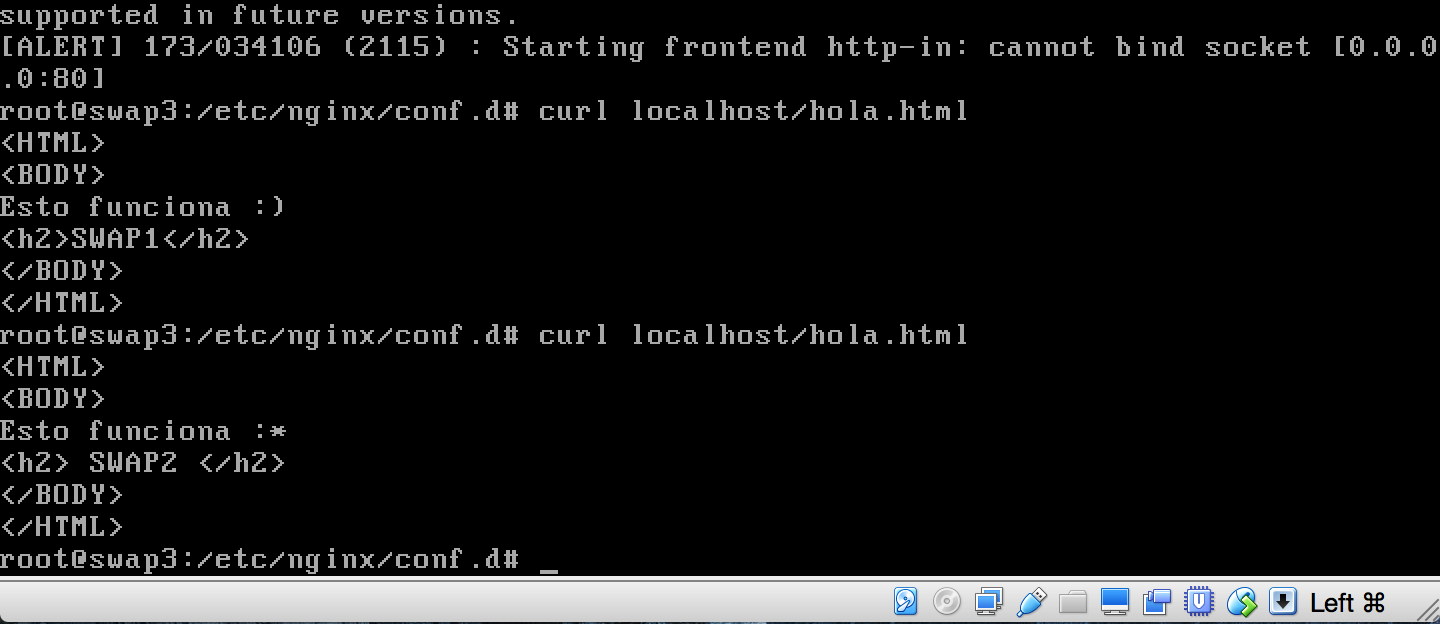 supported in future versions.
[ALERT] 173/034106 (2115) : Starting frontend http-in: cannot bind socket [0.0.0
.0:80]
root@swap3:/etc/nginx/conf.d# curl localhost/hola.html
<HTML>
<BODY>
Esto funciona :)
<h2>SWAP1</h2>
</BODY>
</HTML>
root@swap3:/etc/nginx/conf.d# curl localhost/hola.html
<HTML>
<BODY>
Esto funciona :*
<h2> SWAP2 </h2>
</BODY>
</HTML>
root@swap3:/etc/nginx/conf.d# _
Left ⌘